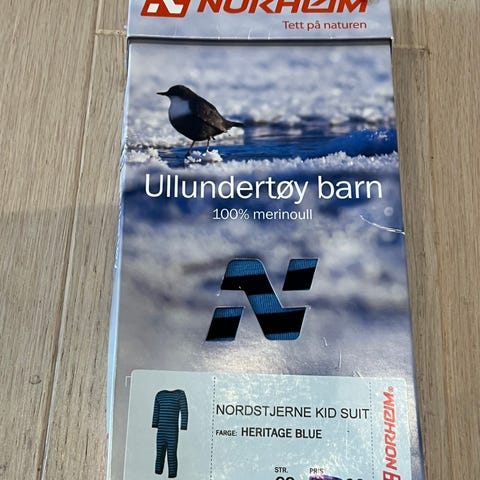 NORHEIM
Tett på naturen
Ullundertøy barn
100% merinoull
NORDSTJERNE KID SUIT
FARGE: HERITAGE BLUE
STR. PRIS
NORHEIM®